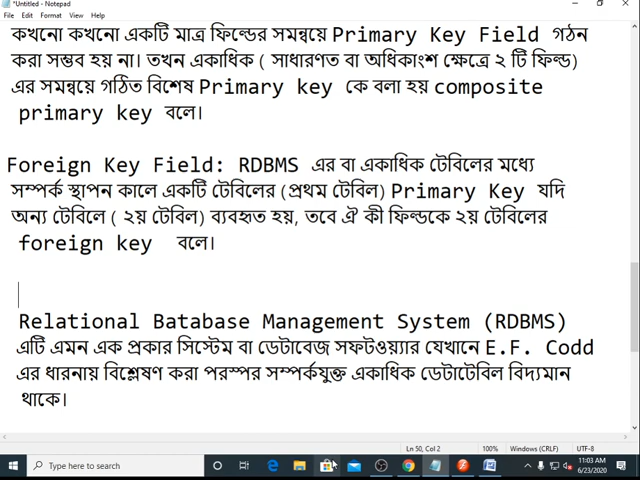 *Untitled - Notepad
File Edit Format View Help
কখনো কখনো একটি মাত্র ফিল্ডের সমন্বয়ে Primary Key Field গঠন
করা সম্ভব হয় না। তখন একাধিক ( সাধারণত বা অধিকাংশ ক্ষেত্রে ২ টি ফিল্ড)
এর সমন্বয়ে গঠিত বিশেষ Primary key কে বলা হয় composite
primary key বলে।
Foreign Key Field: RDBMS এর বা একাধিক টেবিলের মধ্যে
সম্পর্ক স্থাপন কালে একটি টেবিলের (প্রথম টেবিল) Primary Key যদি
অন্য টেবিলে ( ২য় টেবিল) ব্যবহৃত হয়, তবে ঐ কী ফিল্ডকে ২য় টেবিলের
foreign key বলে।
Relational Batabase Management System (RDBMS)
এটি এমন এক প্রকার সিস্টেম বা ডেটাবেজ সফটওয়্যার যেখানে E.F. Codd
এর ধারনায় বিশ্লেষণ করা পরস্পর সম্পর্কযুক্ত একাধিক ডেটাটেবিল বিদ্যমান
থাকে।
Ln 50, Col 2 100% Windows (CRLF) UTF-8
Type here to search
11:03 AM
6/23/2020